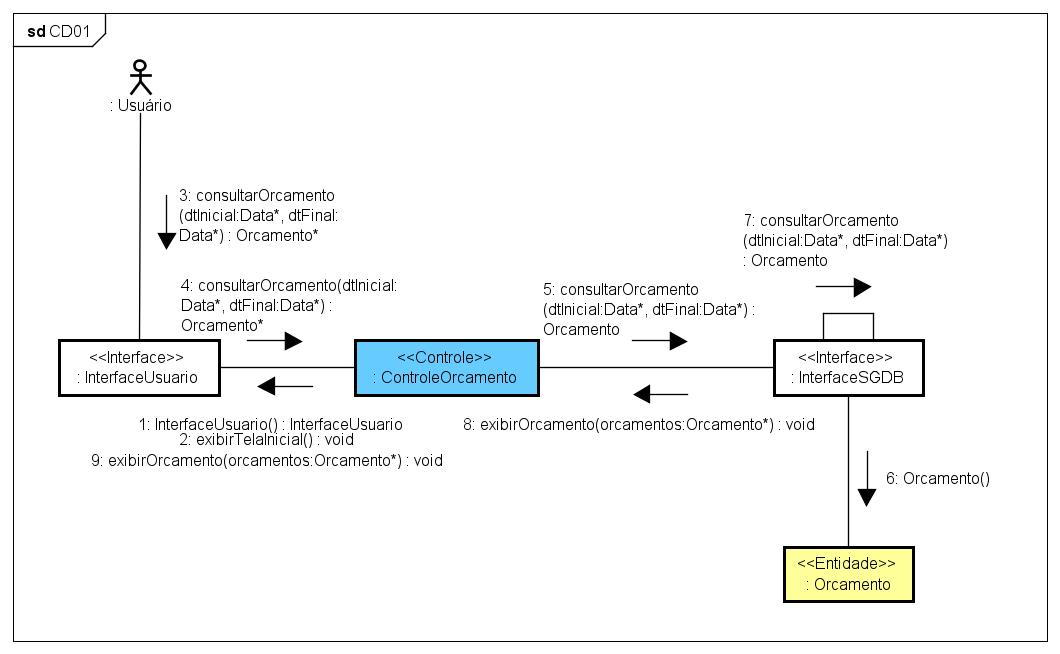 sd CD01
: Usuário
3: consultarOrcamento
(dtInicial:Data*, dtFinal:
Data*) : Orcamento*
7: consultarOrcamento
(dtInicial:Data*, dtFinal:Data*)
: Orcamento
4: consultarOrcamento(dtInicial:
Data*, dtFinal:Data*) :
Orcamento*
5: consultarOrcamento
(dtInicial:Data*, dtFinal:Data*) :
Orcamento
<<Interface>>
: InterfaceUsuario
<<Controle>>
: ControleOrcamento
<<Interface>>
: InterfaceSGDB
1: InterfaceUsuario() : InterfaceUsuario
2: exibirTelaInicial() : void
9: exibirOrcamento(orcamentos:Orcamento*) : void
8: exibirOrcamento(orcamentos:Orcamento*) : void
6: Orcamento()
<<Entidade>>
: Orcamento